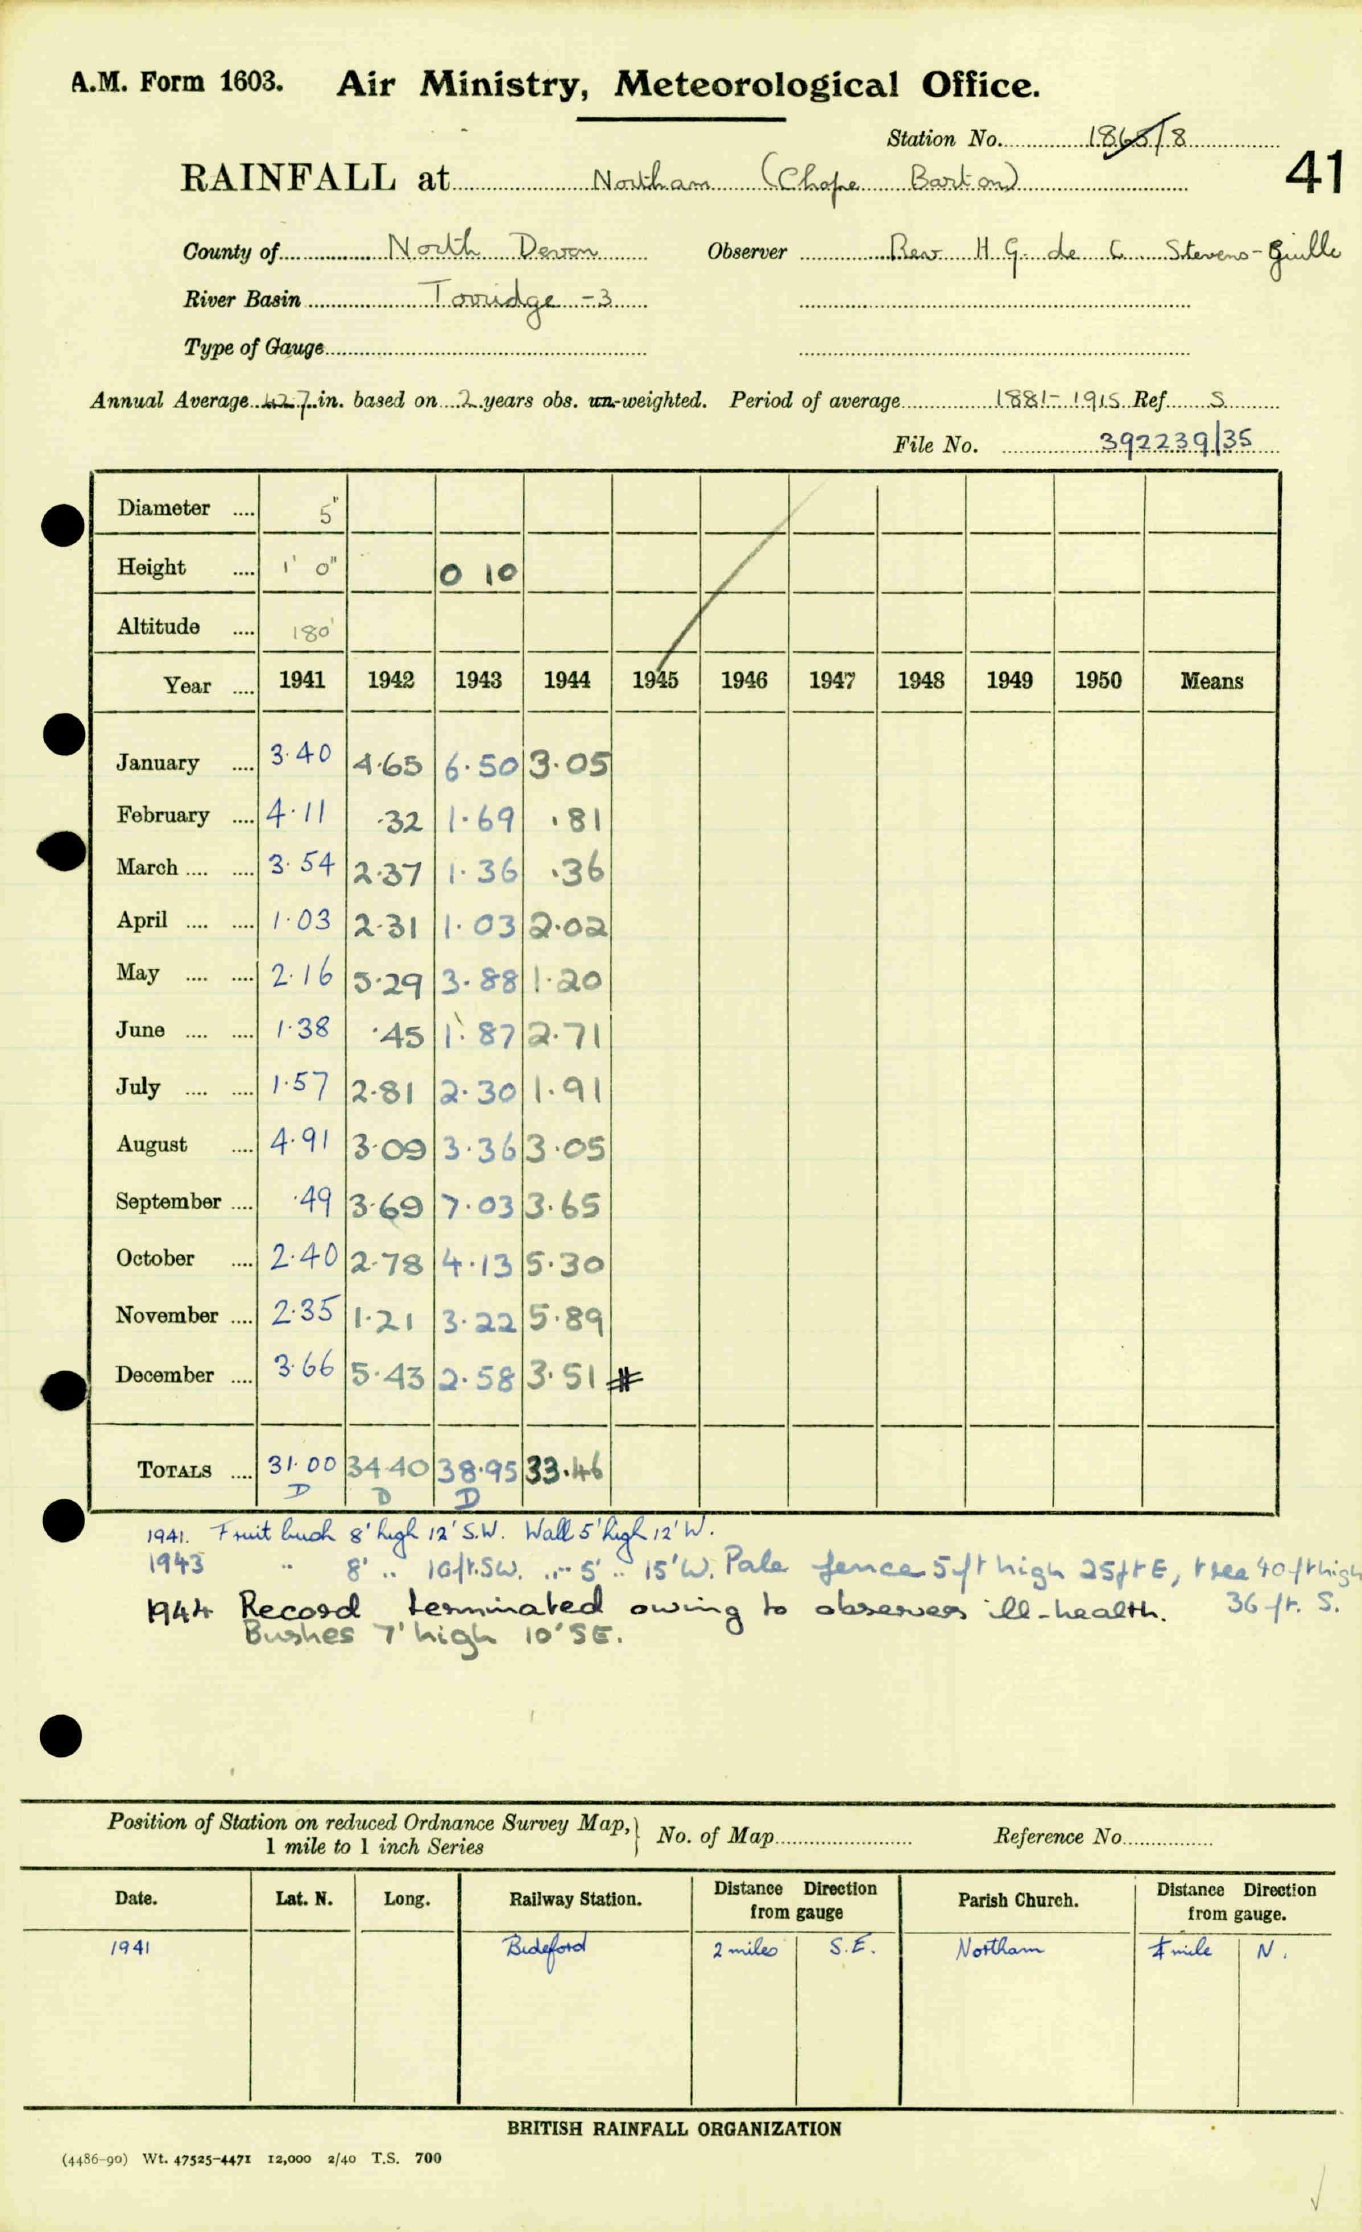 A.M. Form 1603. Air Ministry, Meteorological Office.
Station No. 1868/8
41
RAINFALL at Northam (Chope Barton)
County of North Devon Observer Rev H G. de C. Stevens-Guille
River Basin Torridge -3
Type of Gauge
Annual Average 42.7 in. based on 2 years obs. un-weighted. Period of average 1881-1915 Ref S
File No. 392239/35
Diameter .... 5"
Height .... 1' 0" 0 10
Altitude .... 180'
Year .... 1941 1942 1943 1944 1945 1946 1947 1948 1949 1950 Means
January .... 3.40 4.65 6.50 3.05
February .... 4.11 .32 1.69 .81
March .... .... 3.54 2.37 1.36 .36
April .... .... 1.03 2.31 1.03 2.02
May .... .... 2.16 5.29 3.88 1.20
June .... .... 1.38 .45 1.87 2.71
July .... .... 1.57 2.81 2.30 1.91
August .... 4.91 3.09 3.36 3.05
September .... .49 3.69 7.03 3.65
October .... 2.40 2.78 4.13 5.30
November .... 2.35 1.21 3.22 5.89
December .... 3.66 5.43 2.58 3.51 #
TOTALS .... 31.00 34.40 38.95 33.46
D D D
1941. Fruit bush 8' high 12' S.W. Wall 5' high 12' W.
1943 " 8' .. 10ft. SW. .. 5' .. 15' W. Pale fence 5ft high 25ft E, tree 40ft high
36 ft. S.
1944 Record terminated owing to observers ill-health.
Bushes 7' high 10' SE.
Position of Station on reduced Ordnance Survey Map,
1 mile to 1 inch Series
No. of Map Reference No
Date. Lat. N. Long. Railway Station. Distance Direction from gauge Parish Church. Distance Direction from gauge.
1941 Bideford 2 miles S.E. Northam mile N.
BRITISH RAINFALL ORGANIZATION
(4486-90) Wt. 47525-4471 12,000 2/40 T.S. 700